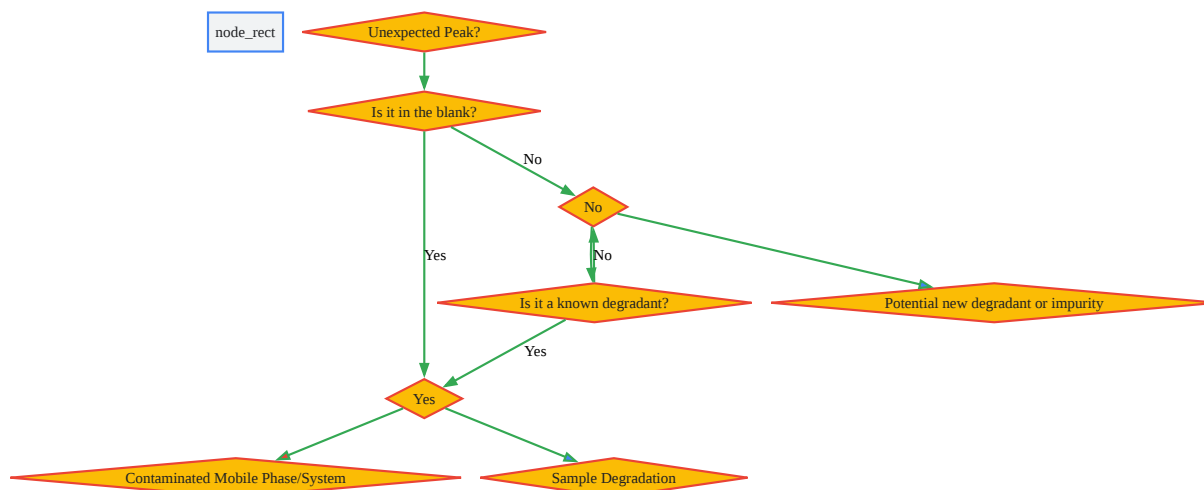 node_rect
Unexpected Peak?
Is it in the blank?
No
No
Yes
No
Is it a known degradant?
Potential new degradant or impurity
Yes
Yes
Contaminated Mobile Phase/System
Sample Degradation